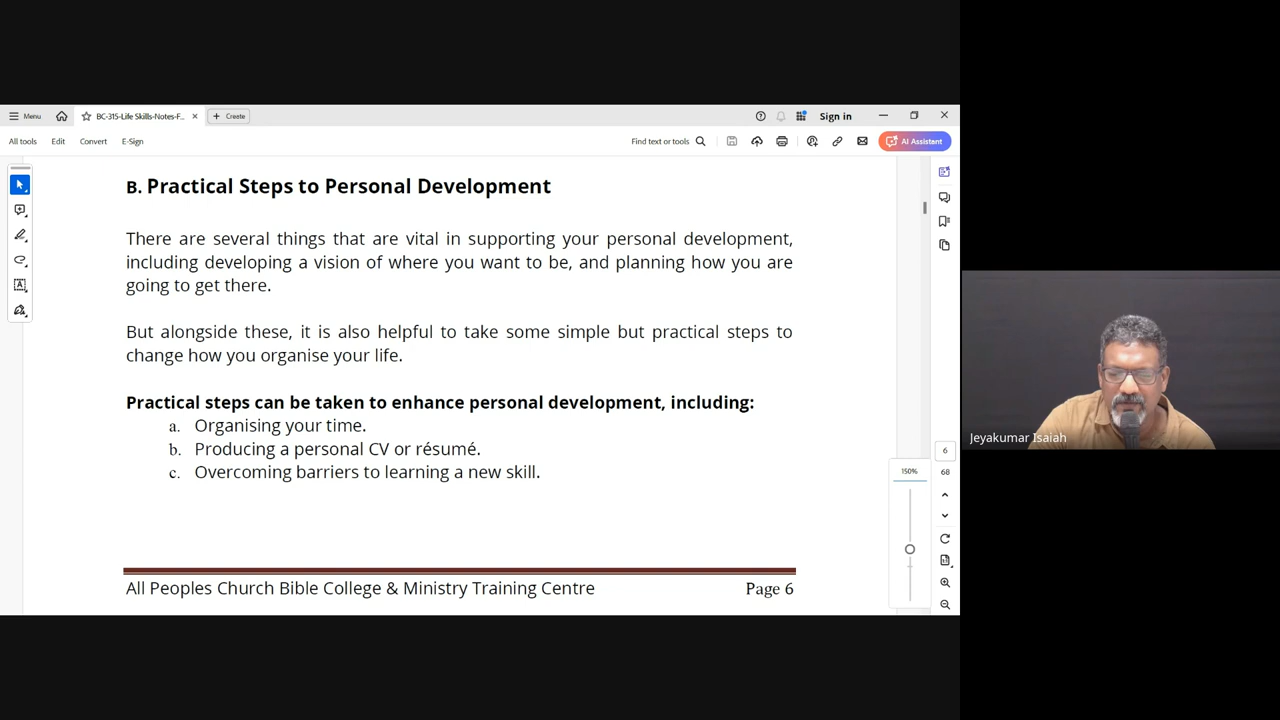 Menu
BC-315-Life Skills-Notes-F...
Create
Sign in
All tools
Edit
Convert
E-Sign
Find text or tools
AI Assistant
B. Practical Steps to Personal Development
There are several things that are vital in supporting your personal development,
including developing a vision of where you want to be, and planning how you are
going to get there.
But alongside these, it is also helpful to take some simple but practical steps to
change how you organise your life.
Practical steps can be taken to enhance personal development, including:
a. Organising your time.
b. Producing a personal CV or résumé.
c. Overcoming barriers to learning a new skill.
All Peoples Church Bible College & Ministry Training Centre Page 6
150%
6
68
Jeyakumar Isaiah